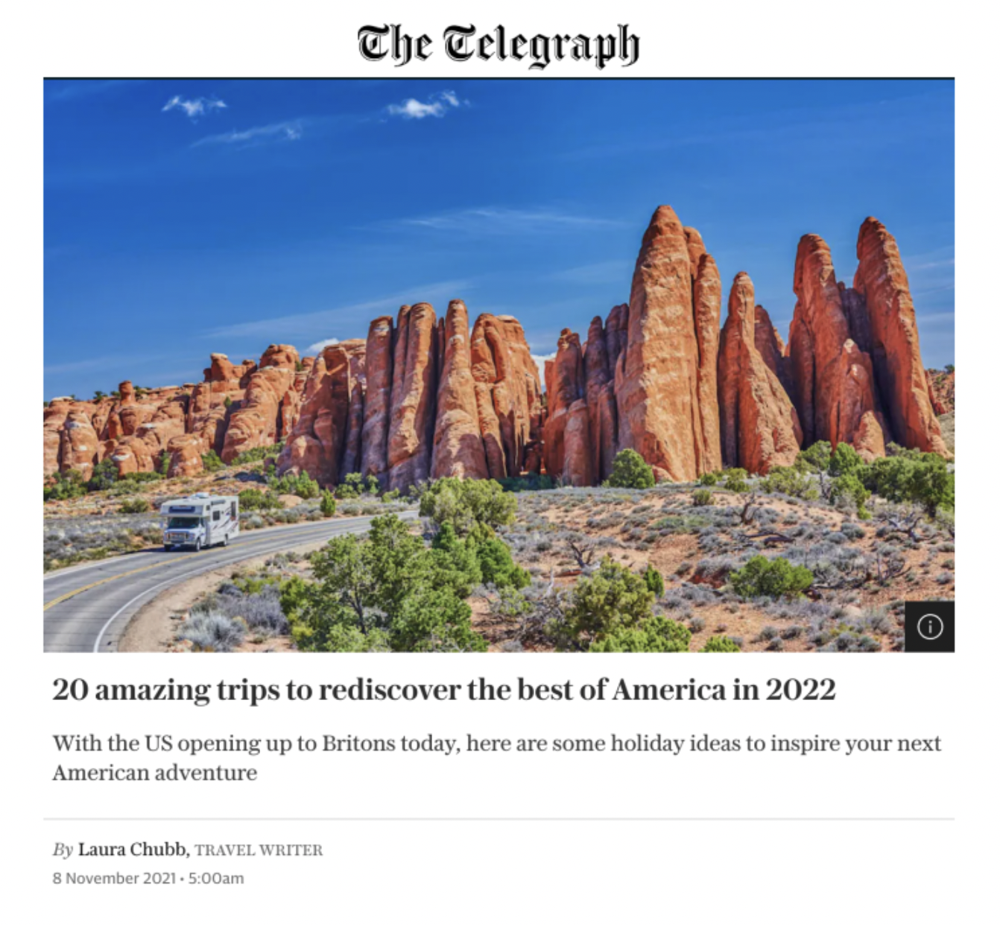 The Telegraph
20 amazing trips to rediscover the best of America in 2022
With the US opening up to Britons today, here are some holiday ideas to inspire your next
American adventure
By Laura Chubb, TRAVEL WRITER
8 November 2021 • 5:00am